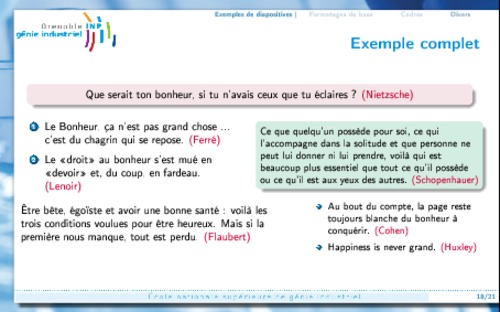 Exemples de diapositives | Personnages de base Cadres Divers
Grenoble INP
génie industriel
Exemple complet
Que serait ton bonheur, si tu n'avais ceux que tu éclaires ? (Nietzsche)
1 Le Bonheur, ça n'est pas grand chose ...
c'est du chagrin qui se repose. (Ferré)
2 Le «droit» au bonheur s'est mué en
«devoir» et, du coup, en fardeau.
(Lenoir)
Être bête, égoïste et avoir une bonne santé : voilà les
trois conditions voulues pour être heureux. Mais si la
première nous manque, tout est perdu. (Flaubert)
Ce que quelqu'un possède pour soi, ce qui
l'accompagne dans la solitude et que personne ne
peut lui donner ni lui prendre, voilà qui est
beaucoup plus essentiel que tout ce qu'il possède
ou ce qu'il est aux yeux des autres. (Schopenhauer)
Au bout du compte, la page reste
toujours blanche du bonheur à
conquérir. (Cohen)
Happiness is never grand. (Huxley)
École nationale supérieure de génie industriel
18/21